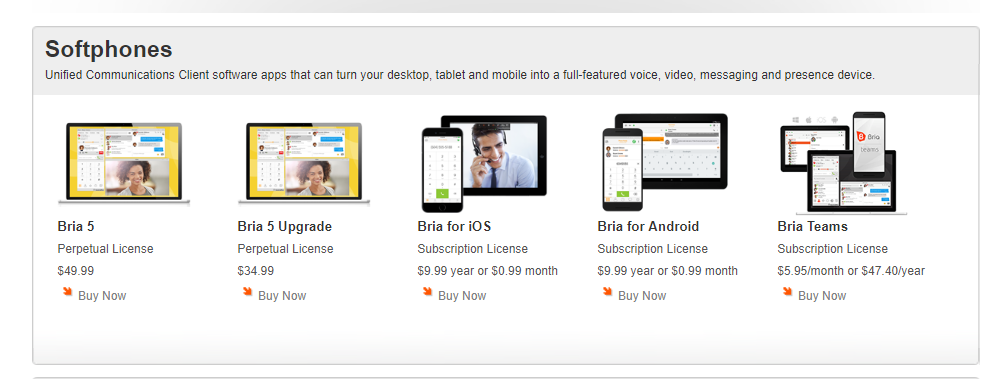 Softphones
Unified Communications Client software apps that can turn your desktop, tablet and mobile into a full-featured voice, video, messaging and presence device.
Bria
teams
Bria 5
Perpetual License
$49.99
Buy Now
Bria 5 Upgrade
Perpetual License
$34.99
Buy Now
Bria for iOS
Subscription License
$9.99 year or $0.99 month
Buy Now
Bria for Android
Subscription License
$9.99 year or $0.99 month
Buy Now
Bria Teams
Subscription License
$5.95/month or $47.40/year
Buy Now